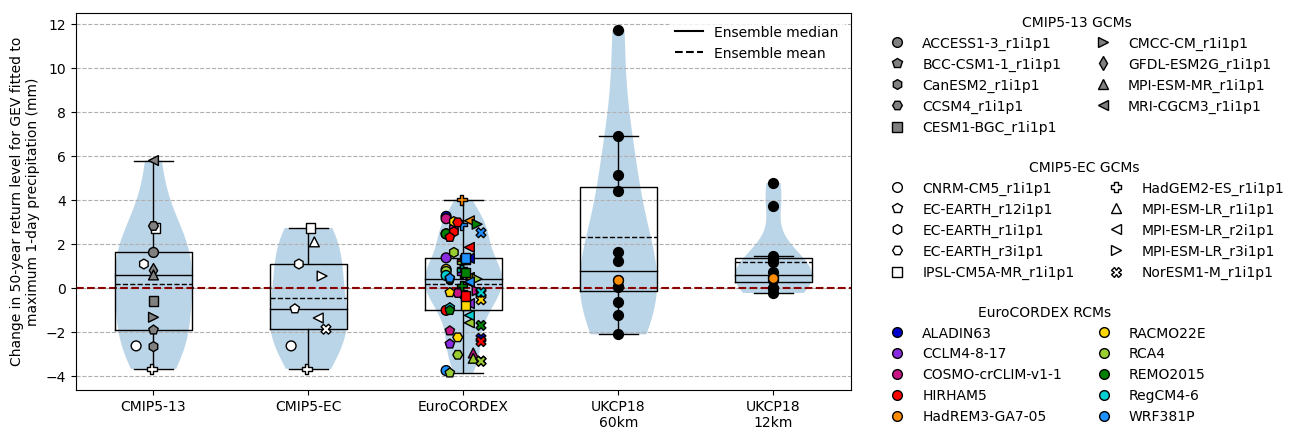 Change in 50-year return level for GEV fitted to
maximum 1-day precipitation (mm)
12
10
8
6
4
2
0
−2
−4
CMIP5-13
CMIP5-EC
EuroCORDEX
UKCP18
60km
UKCP18
12km
Ensemble median
Ensemble mean
CMIP5-13 GCMs
ACCESS1-3_r1i1p1
BCC-CSM1-1_r1i1p1
CanESM2_r1i1p1
CCSM4_r1i1p1
CESM1-BGC_r1i1p1
CMCC-CM_r1i1p1
GFDL-ESM2G_r1i1p1
MPI-ESM-MR_r1i1p1
MRI-CGCM3_r1i1p1
CMIP5-EC GCMs
CNRM-CM5_r1i1p1
EC-EARTH_r12i1p1
EC-EARTH_r1i1p1
EC-EARTH_r3i1p1
IPSL-CM5A-MR_r1i1p1
HadGEM2-ES_r1i1p1
MPI-ESM-LR_r1i1p1
MPI-ESM-LR_r2i1p1
MPI-ESM-LR_r3i1p1
NorESM1-M_r1i1p1
EuroCORDEX RCMs
ALADIN63
CCLM4-8-17
COSMO-crCLIM-v1-1
HIRHAM5
HadREM3-GA7-05
RACMO22E
RCA4
REMO2015
RegCM4-6
WRF381P